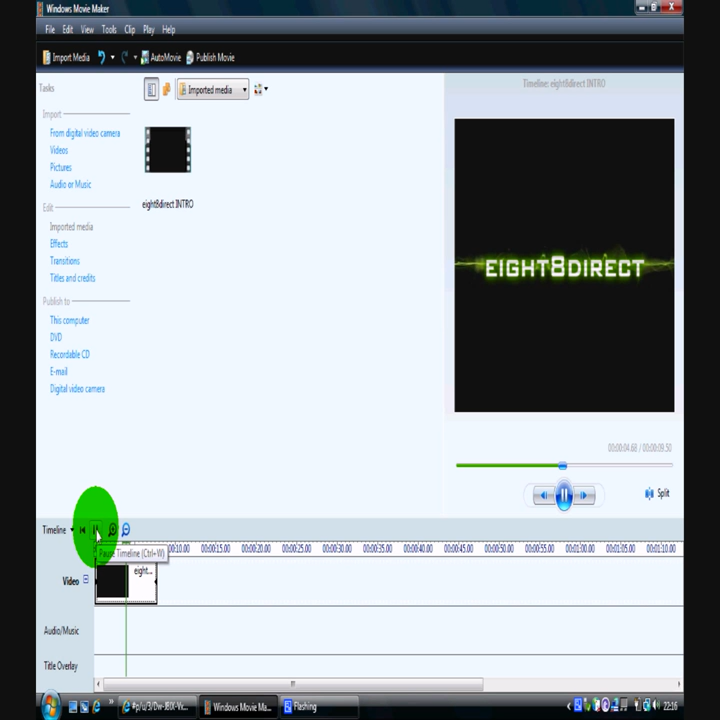 Windows Movie Maker
File Edit View Tools Clip Play Help
Import Media AutoMovie Publish Movie
Tasks
Imported media
Timeline: eight8direct INTRO
Import
From digital video camera
Videos
Pictures
Audio or Music
eight8direct INTRO
Edit
Imported media
Effects
Transitions
Titles and credits
Publish to
This computer
DVD
Recordable CD
E-mail
Digital video camera
EIGHT8DIRECT
00:00:04.68 / 00:00:09.50
Split
Timeline
Pause Timeline (Ctrl+W)
00:00:10.00 00:00:15.00 00:00:20.00 00:00:25.00 00:00:30.00 00:00:35.00 00:00:40.00 00:00:45.00 00:00:50.00 00:00:55.00 00:01:00.00 00:01:05.00 00:01:10.00
Video
eight...
Audio/Music
Title Overlay
Windows Movie Ma...
Flashing
22:16